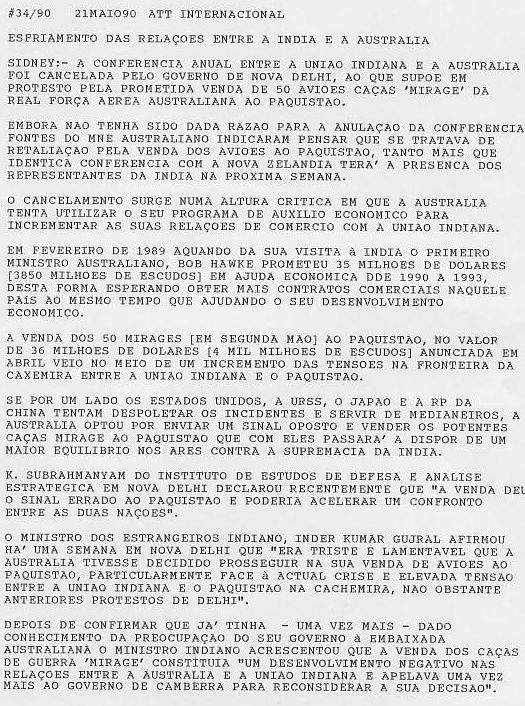 #34/90 21MAIO90 ATT INTERNACIONAL
ESFRIAMENTO DAS RELAÇOES ENTRE A INDIA E A AUSTRALIA
SIDNEY:- A CONFERENCIA ANUAL ENTRE A UNIAO INDIANA E A AUSTRALIA
FOI CANCELADA PELO GOVERNO DE NOVA DELHI, AO QUE SUPOE EM
PROTESTO PELA PROMETIDA VENDA DE 50 AVIOES CAÇAS 'MIRAGE' DA
REAL FORÇA AEREA AUSTRALIANA AO PAQUISTAO.
EMBORA NAO TENHA SIDO DADA RAZAO PARA A ANULAÇAO DA CONFERENCIA
FONTES DO MNE AUSTRALIANO INDICARAM PENSAR QUE SE TRATAVA DE
RETALIAÇAO PELA VENDA DOS AVIOES AO PAQUISTAO, TANTO MAIS QUE
IDENTICA CONFERENCIA COM A NOVA ZELANDIA TERA' A PRESENCA DOS
REPRESENTANTES DA INDIA NA PROXIMA SEMANA.
O CANCELAMENTO SURGE NUMA ALTURA CRITICA EM QUE A AUSTRALIA
TENTA UTILIZAR O SEU PROGRAMA DE AUXILIO ECONOMICO PARA
INCREMENTAR AS SUAS RELAÇOES DE COMERCIO COM A UNIAO INDIANA.
EM FEVEREIRO DE 1989 AQUANDO DA SUA VISITA à INDIA O PRIMEIRO
MINISTRO AUSTRALIANO, BOB HAWKE PROMETEU 35 MILHOES DE DOLARES
[3850 MILHOES DE ESCUDOS] EM AJUDA ECONOMICA DDE 1990 A 1993,
DESTA FORMA ESPERANDO OBTER MAIS CONTRATOS COMERCIAIS NAQUELE
PAíS AO MESMO TEMPO QUE AJUDANDO O SEU DESENVOLVIMENTO
ECONOMICO.
A VENDA DOS 50 MIRAGES [EM SEGUNDA MAO] AO PAQUISTAO, NO VALOR
DE 36 MILHOES DE DOLARES [4 MIL MILHOES DE ESCUDOS] ANUNCIADA EM
ABRIL VEIO NO MEIO DE UM INCREMENTO DAS TENSOES NA FRONTEIRA DA
CAXEMIRA ENTRE A UNIAO INDIANA E O PAQUISTAO.
SE POR UM LADO OS ESTADOS UNIDOS, A URSS, O JAPAO E A RP DA
CHINA TENTAM DESPOLETAR OS INCIDENTES E SERVIR DE MEDIANEIROS, A
AUSTRALIA OPTOU POR ENVIAR UM SINAL OPOSTO E VENDER OS POTENTES
CAÇAS MIRAGE AO PAQUISTAO QUE COM ELES PASSARA' A DISPOR DE UM
MAIOR EQUILIBRIO NOS ARES CONTRA A SUPREMACIA DA INDIA.
K. SUBRAHMANYAM DO INSTITUTO DE ESTUDOS DE DEFESA E ANALISE
ESTRATEGICA EM NOVA DELHI DECLAROU RECENTEMENTE QUE "A VENDA DEU
O SINAL ERRADO AO PAQUISTAO E PODERIA ACELERAR UM CONFRONTO
ENTRE AS DUAS NAÇOES".
O MINISTRO DOS ESTRANGEIROS INDIANO, INDER KUMAR GUJRAL AFIRMOU
HA' UMA SEMANA EM NOVA DELHI QUE "ERA TRISTE E LAMENTAVEL QUE A
AUSTRALIA TIVESSE DECIDIDO PROSSEGUIR NA SUA VENDA DE AVIOES AO
PAQUISTAO, PARTICULARMENTE FACE à ACTUAL CRISE E ELEVADA TENSAO
ENTRE A UNIAO INDIANA E O PAQUISTAO NA CACHEMIRA, NAO OBSTANTE
ANTERIORES PROTESTOS DE DELHI".
DEPOIS DE CONFIRMAR QUE JA' TINHA - UMA VEZ MAIS - DADO
CONHECIMENTO DA PREOCUPAÇAO DO SEU GOVERNO à EMBAIXADA
AUSTRALIANA O MINISTRO INDIANO ACRESCENTOU QUE A VENDA DOS CAÇAS
DE GUERRA 'MIRAGE' CONSTITUIA "UM DESENVOLVIMENTO NEGATIVO NAS
RELAÇOES ENTRE A AUSTRALIA E A UNIAO INDIANA E APELAVA UMA VEZ
MAIS AO GOVERNO DE CAMBERRA PARA RECONSIDERAR A SUA DECISAO".